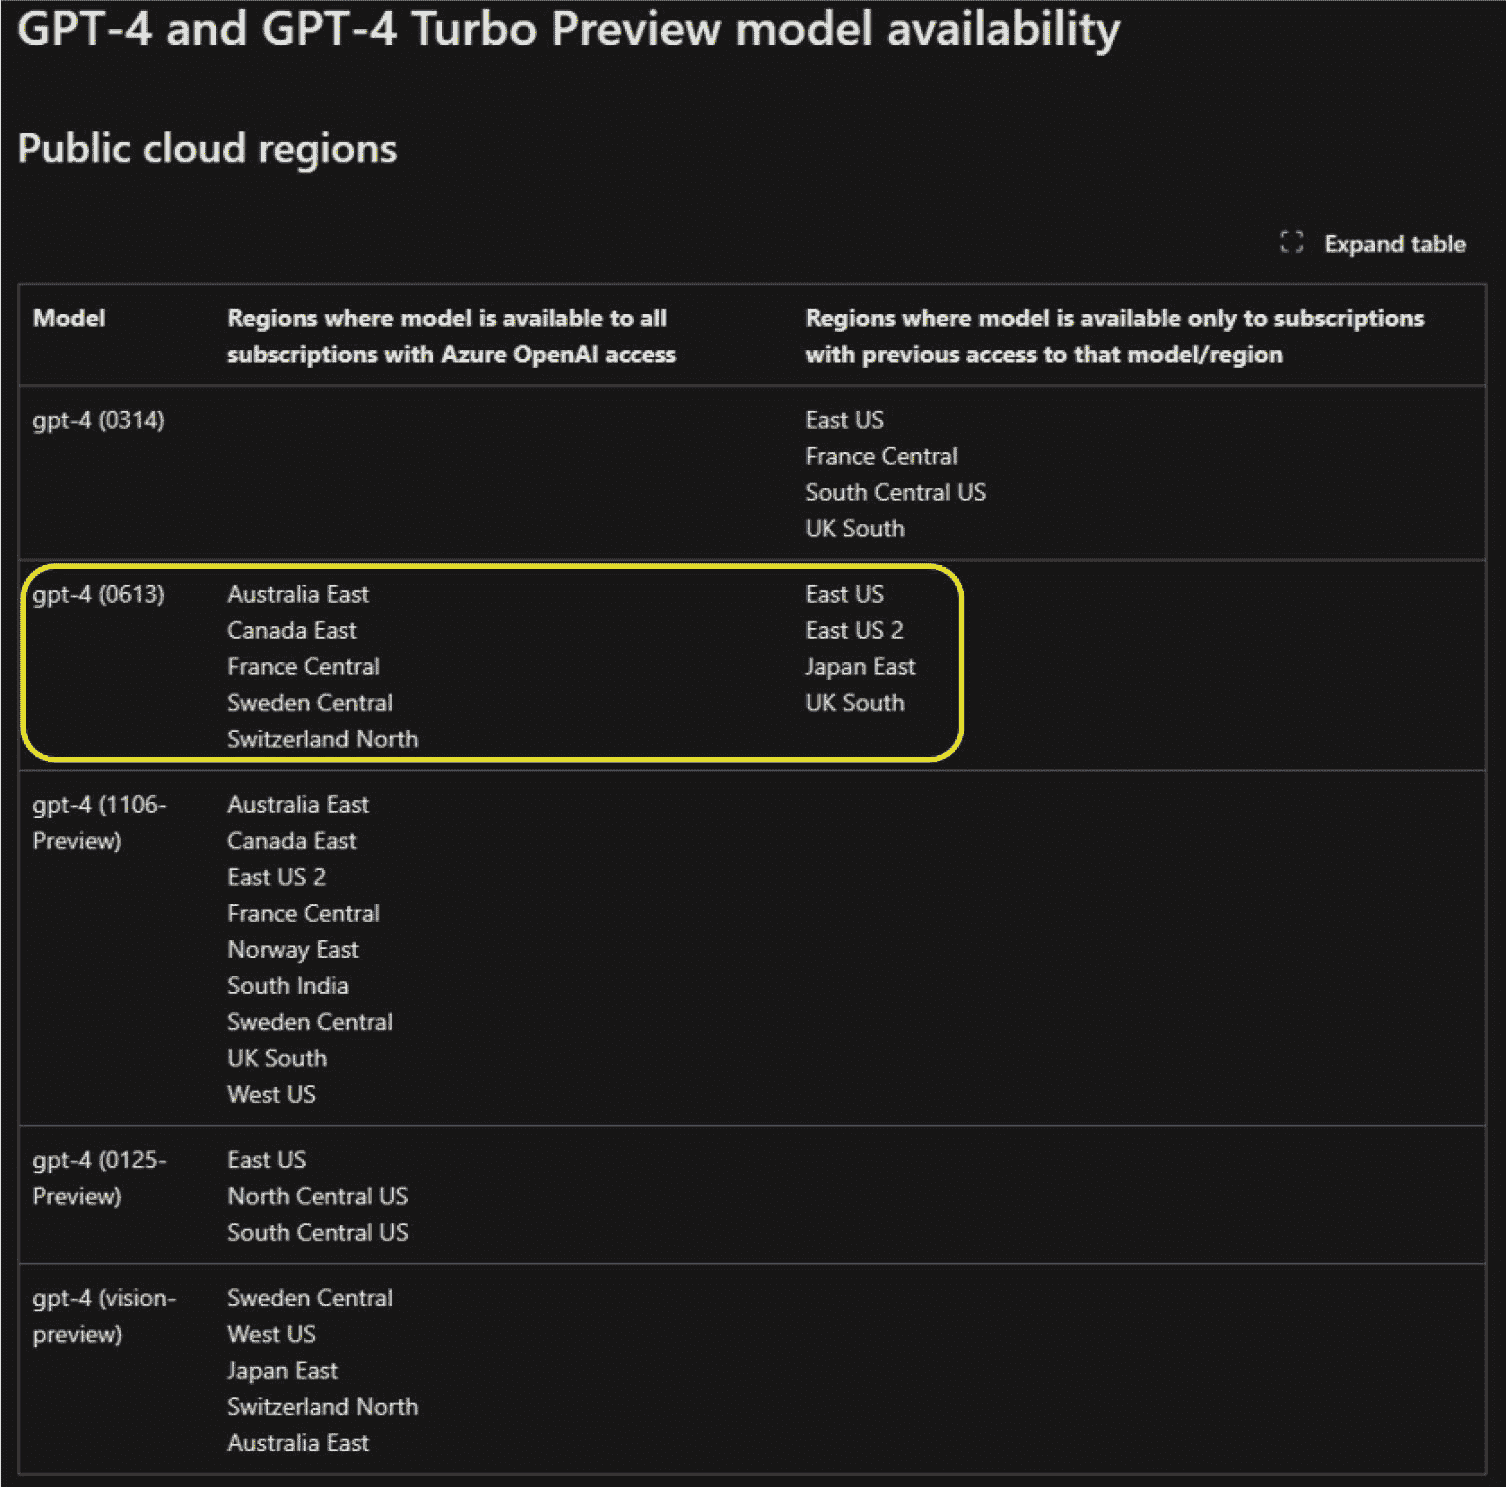 GPT-4 and GPT-4 Turbo Preview model availability
Public cloud regions
Expand table
Model
Regions where model is available to all
subscriptions with Azure OpenAI access
Regions where model is available only to subscriptions
with previous access to that model/region
gpt-4 (0314)
East US
France Central
South Central US
UK South
gpt-4 (0613)
Australia East
Canada East
France Central
Sweden Central
Switzerland North
East US
East US 2
Japan East
UK South
gpt-4 (1106-
Preview)
Australia East
Canada East
East US 2
France Central
Norway East
South India
Sweden Central
UK South
West US
gpt-4 (0125-
Preview)
East US
North Central US
South Central US
gpt-4 (vision-
preview)
Sweden Central
West US
Japan East
Switzerland North
Australia East